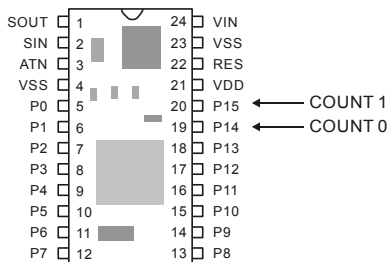 SOUT 1 24 VIN
SIN 2 23 VSS
ATN 3 22 RES
VSS 4 21 VDD
P0 5 20 P15 COUNT 1
P1 6 19 P14 COUNT 0
P2 7 18 P13
P3 8 17 P12
P4 9 16 P11
P5 10 15 P10
P6 11 14 P9
P7 12 13 P8